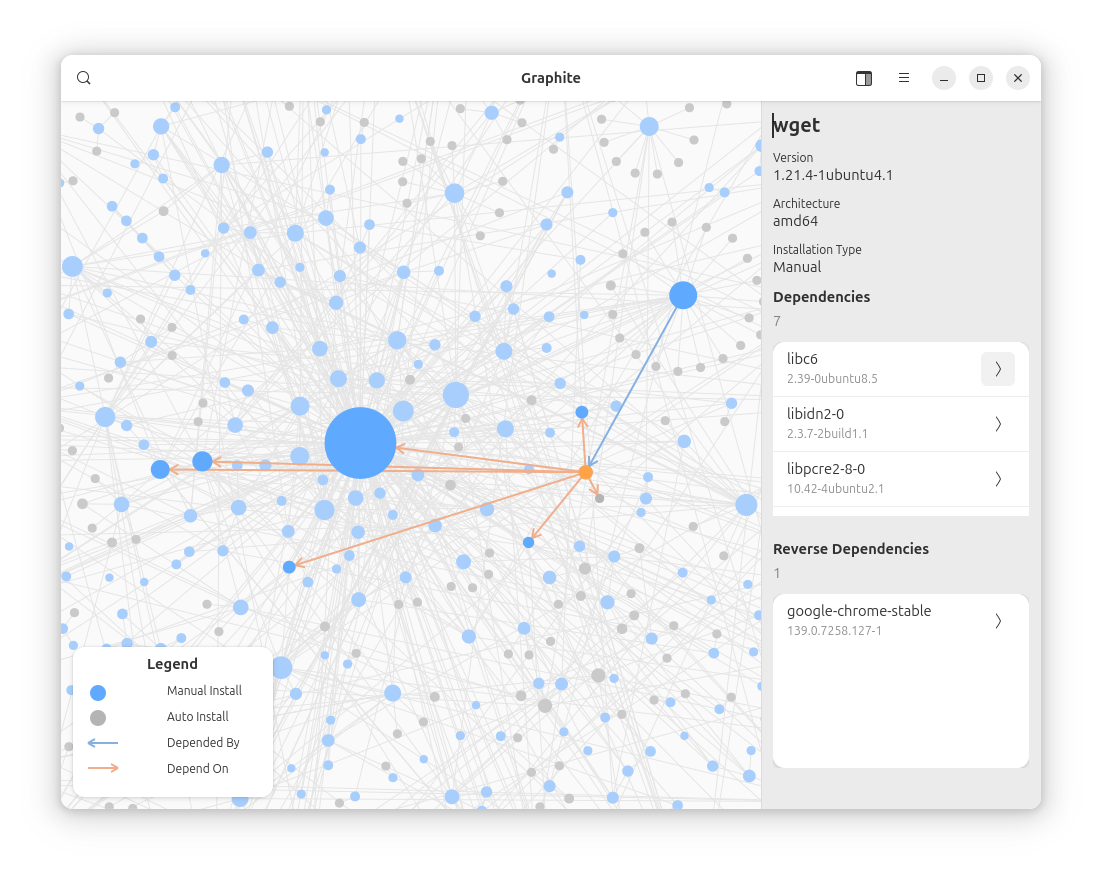 Graphite
wget
Version
1.21.4-1ubuntu4.1
Architecture
amd64
Installation Type
Manual
Dependencies
7
libc6
2.39-0ubuntu8.5
libidn2-0
2.3.7-2build1.1
libpcre2-8-0
10.42-4ubuntu2.1
Reverse Dependencies
1
google-chrome-stable
139.0.7258.127-1
Legend
Manual Install
Auto Install
Depended By
Depend On